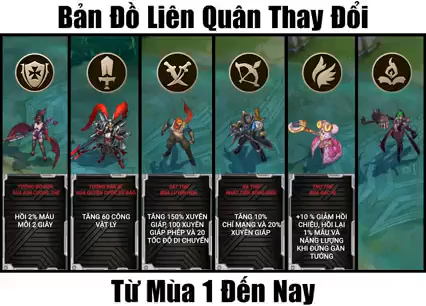 Bản Đồ Liên Quân Thay Đổi
HỒI 2% MÁU
MỖI 2 GIÂY
TĂNG 60 CÔNG
VẬT LÝ
TĂNG 150% XUYÊN
GIÁP, 100 XUYÊN
GIÁP PHÉP VÀ 20
TỐC ĐỘ DI CHUYỂN
TĂNG 10%
CHÍ MẠNG VÀ 20%
XUYÊN GIÁP
+10 % GIẢM HỒI
CHIÊU, HỒI LẠI
1% MÁU VÀ
NĂNG LƯỢNG
KHI ĐỨNG GẦN
TƯỚNG
Từ Mùa 1 Đến Nay